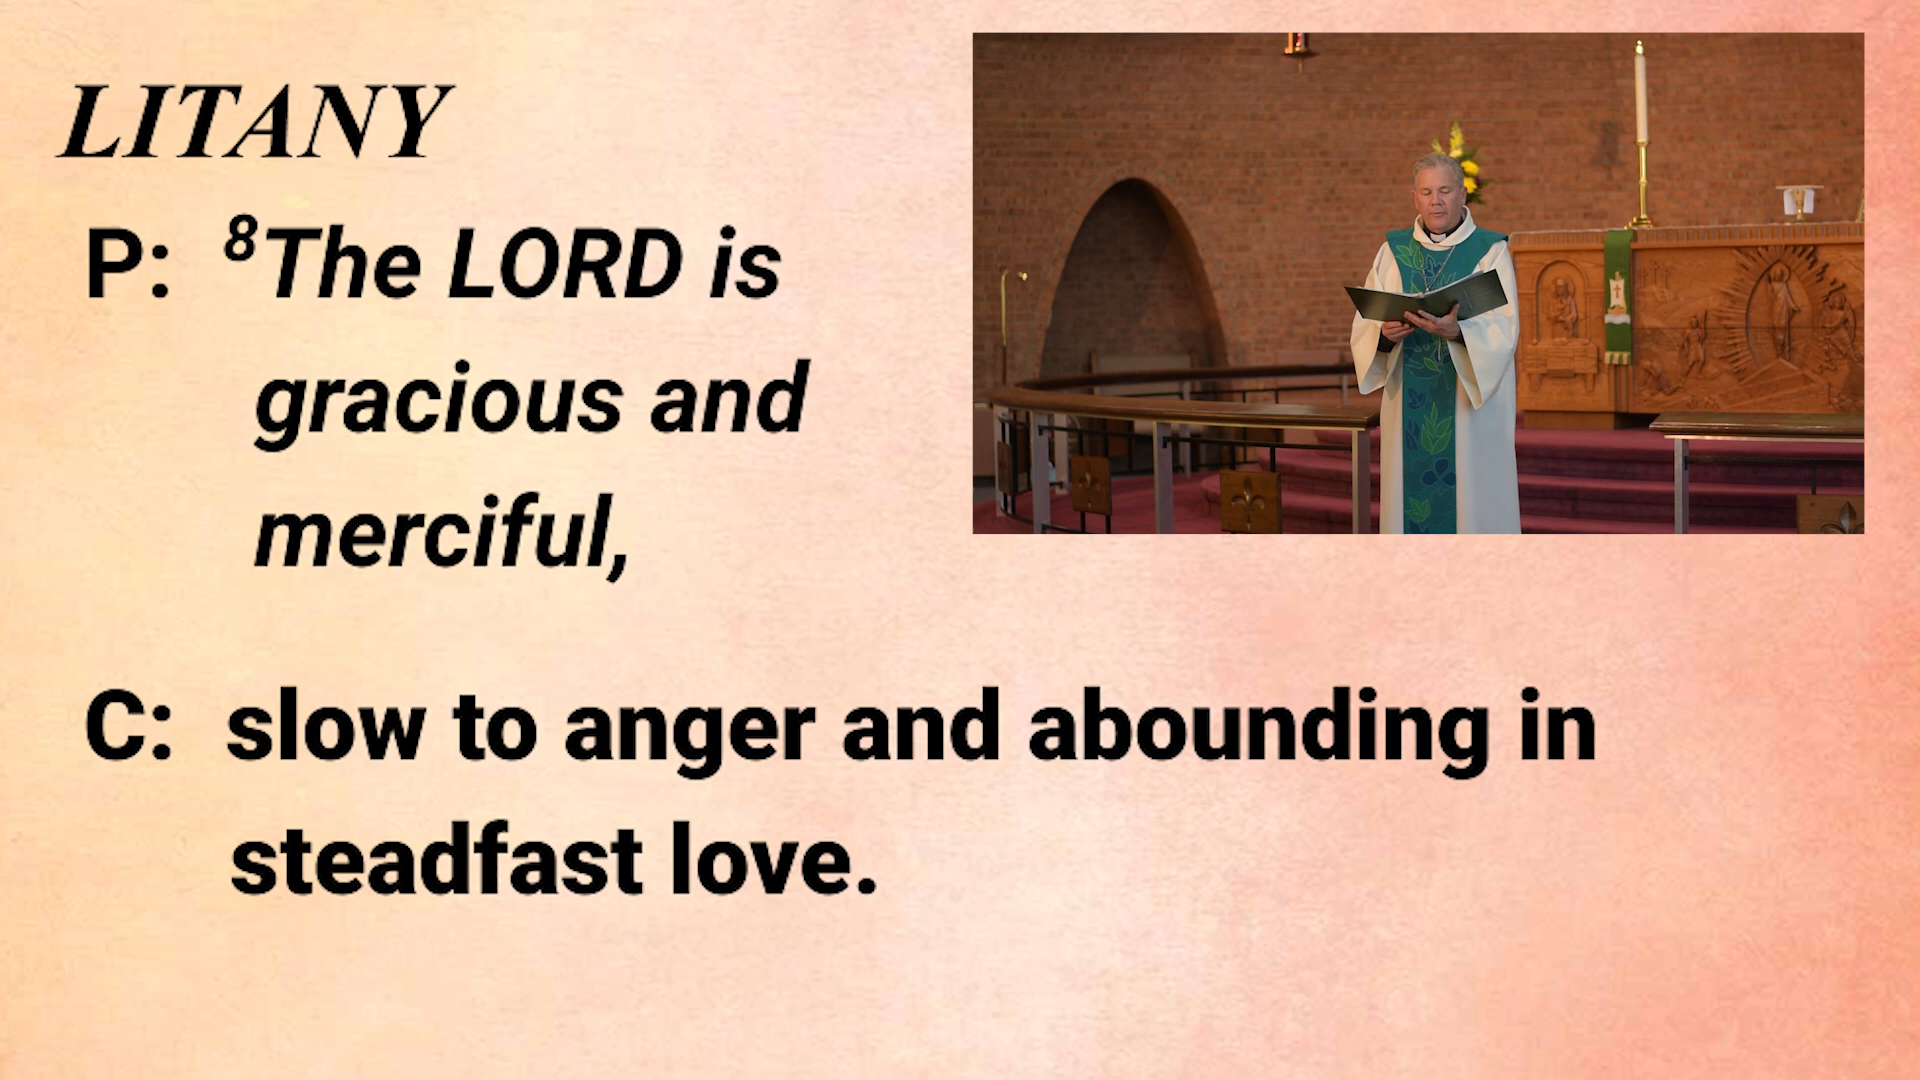 LITANY
P: ⁸The LORD is
gracious and
merciful,
C: slow to anger and abounding in
steadfast love.